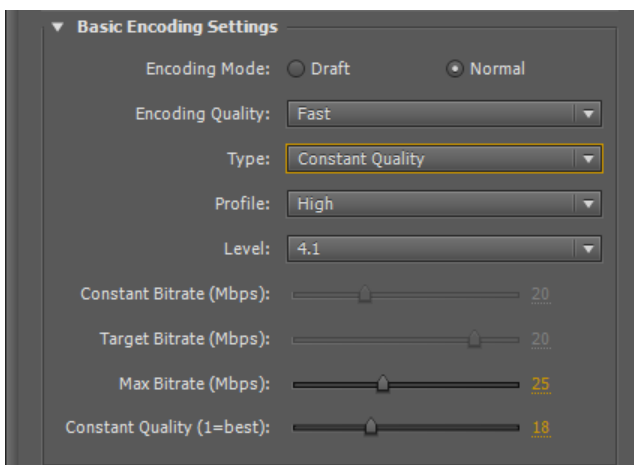 Basic Encoding Settings
Encoding Mode: Draft Normal
Encoding Quality: Fast
Type: Constant Quality
Profile: High
Level: 4.1
Constant Bitrate (Mbps): 20
Target Bitrate (Mbps): 20
Max Bitrate (Mbps): 25
Constant Quality (1=best): 18